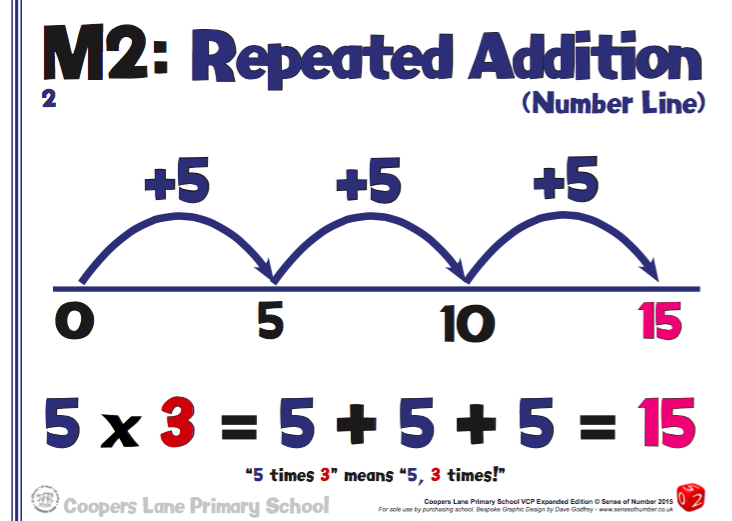 M2: Repeated Addition
2
(Number Line)
+5 +5 +5
0 5 10 15
5 x 3 = 5 + 5 + 5 = 15
“5 times 3” means “5, 3 times!”
Coopers Lane Primary School
Coopers Lane Primary School VCP Expanded Edition © Sense of Number 2015
For sole use by purchasing school. Bespoke Graphic Design by Dave Godfrey - www.senseofnumber.co.uk